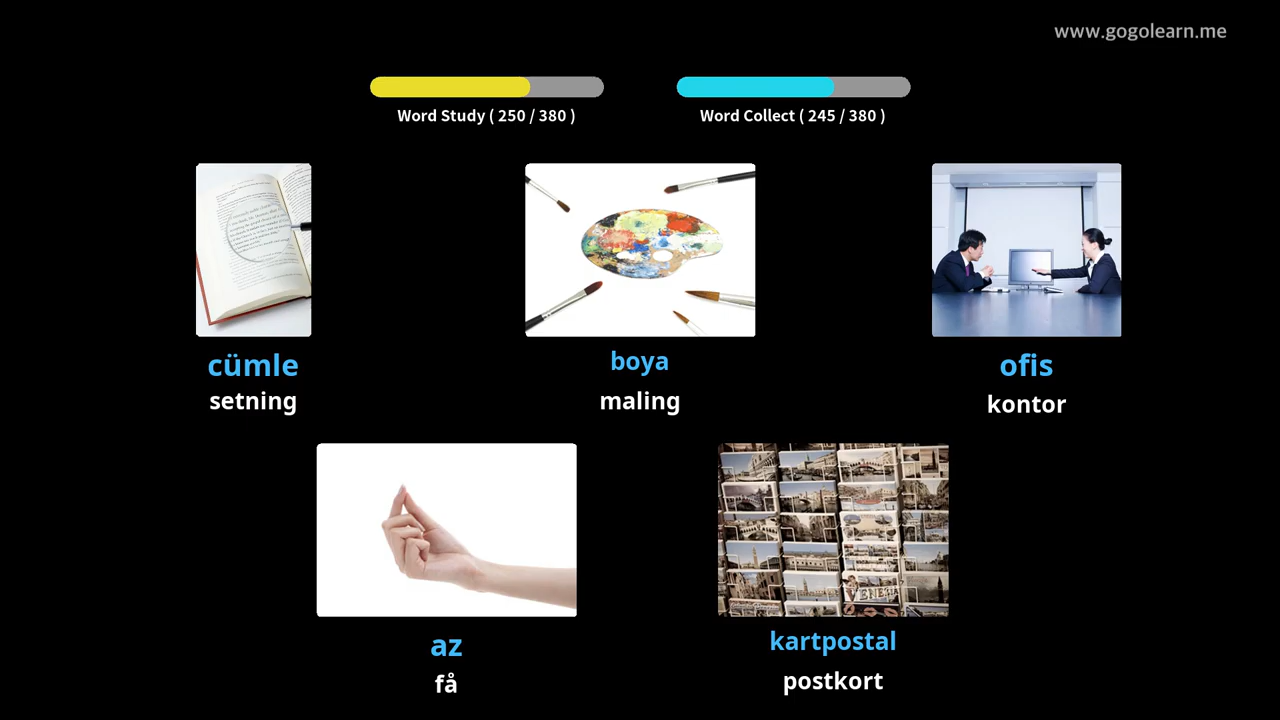 www.gogolearn.me
Word Study ( 250 / 380 )
Word Collect ( 245 / 380 )
cümle
setning
boya
maling
ofis
kontor
az
få
kartpostal
postkort